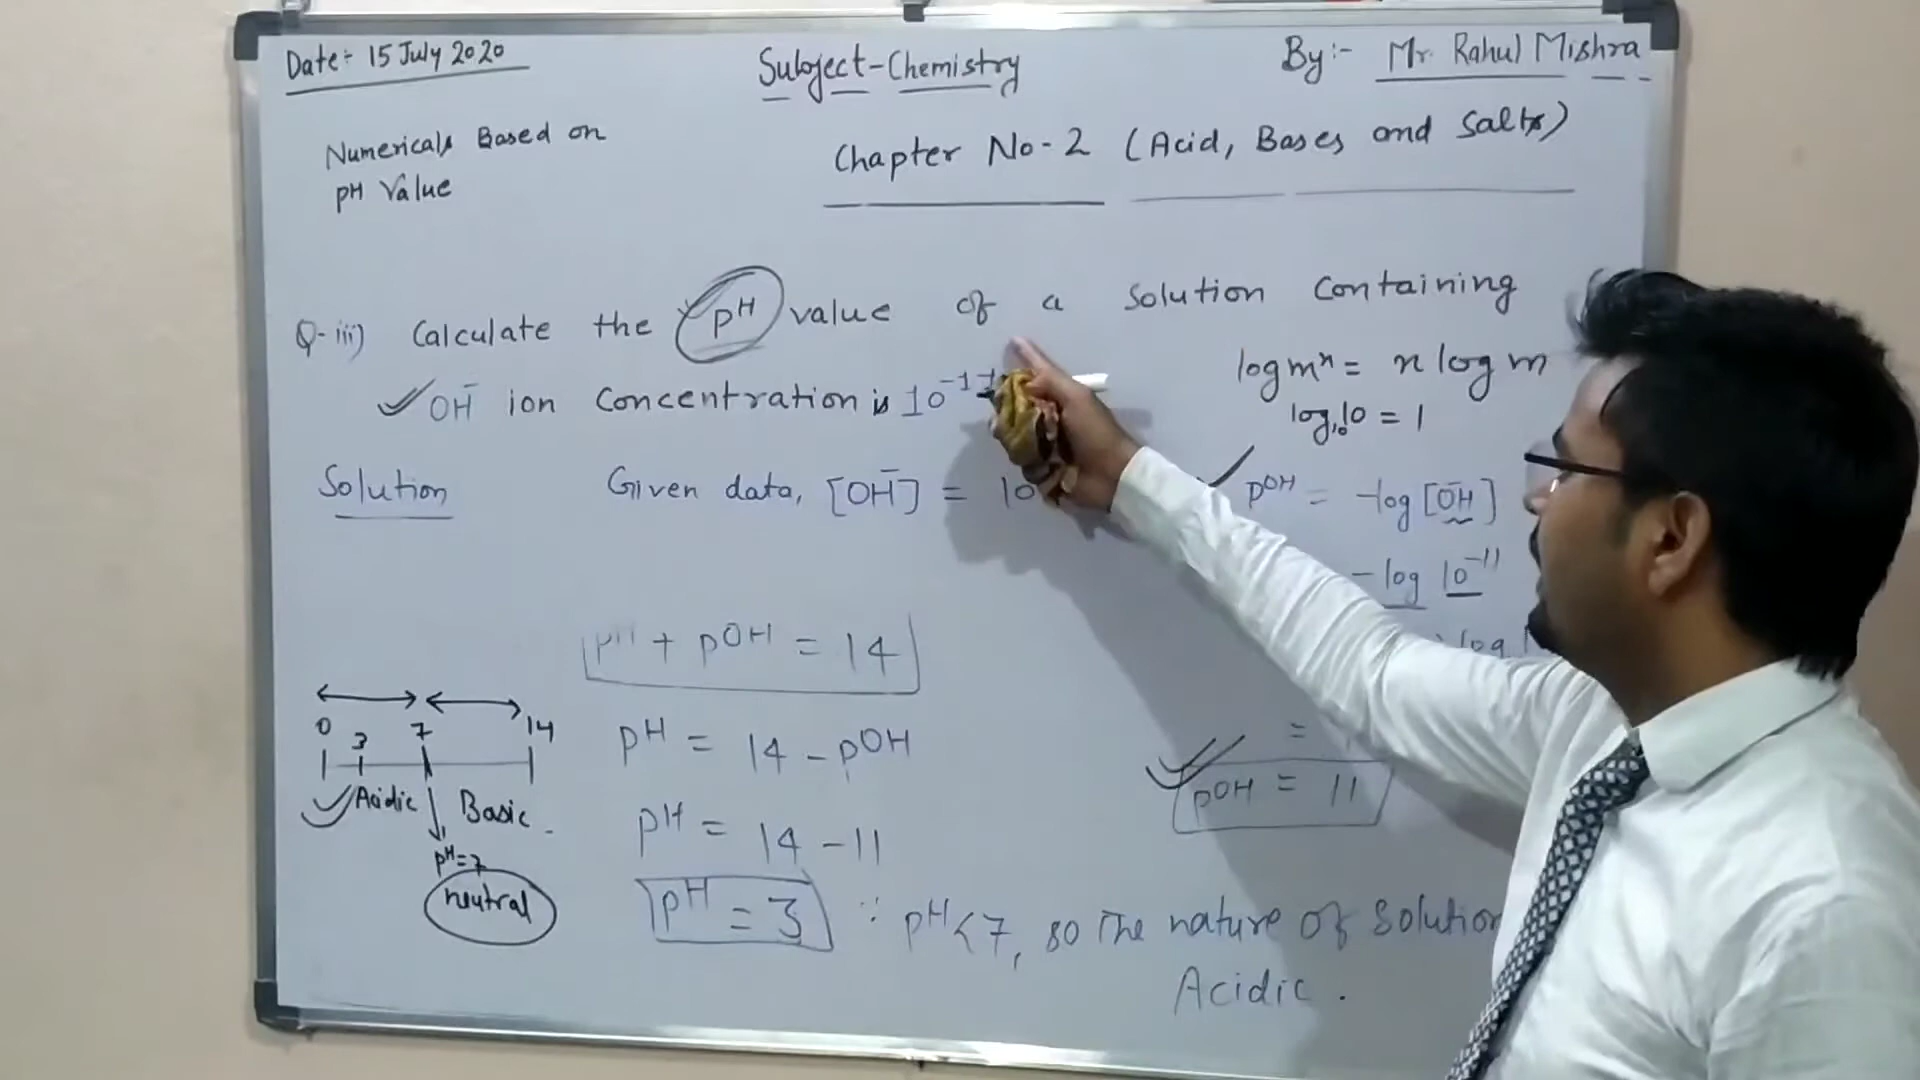 Date:- 15 July 2020
Subject-Chemistry
By:- Mr. Rahul Mishra
Numericals Based on
pH Value
Chapter No-2 (Acid, Bases and Salts)
Q-iii) Calculate the pH value of a Solution Containing
OH⁻ ion Concentration is 10⁻¹¹
log mⁿ = n log m
log₁₀10 = 1
Solution
Given data, [OH⁻] = 10
pOH = -log [OH⁻]
-log 10⁻¹¹
log
pH + pOH = 14
pH = 14 - pOH
=
pOH = 11
pH = 14 - 11
pH = 3 ∵ pH < 7, so The nature of Solution
Acidic.
0 3 7 14
Acidic Basic
pH=7
neutral